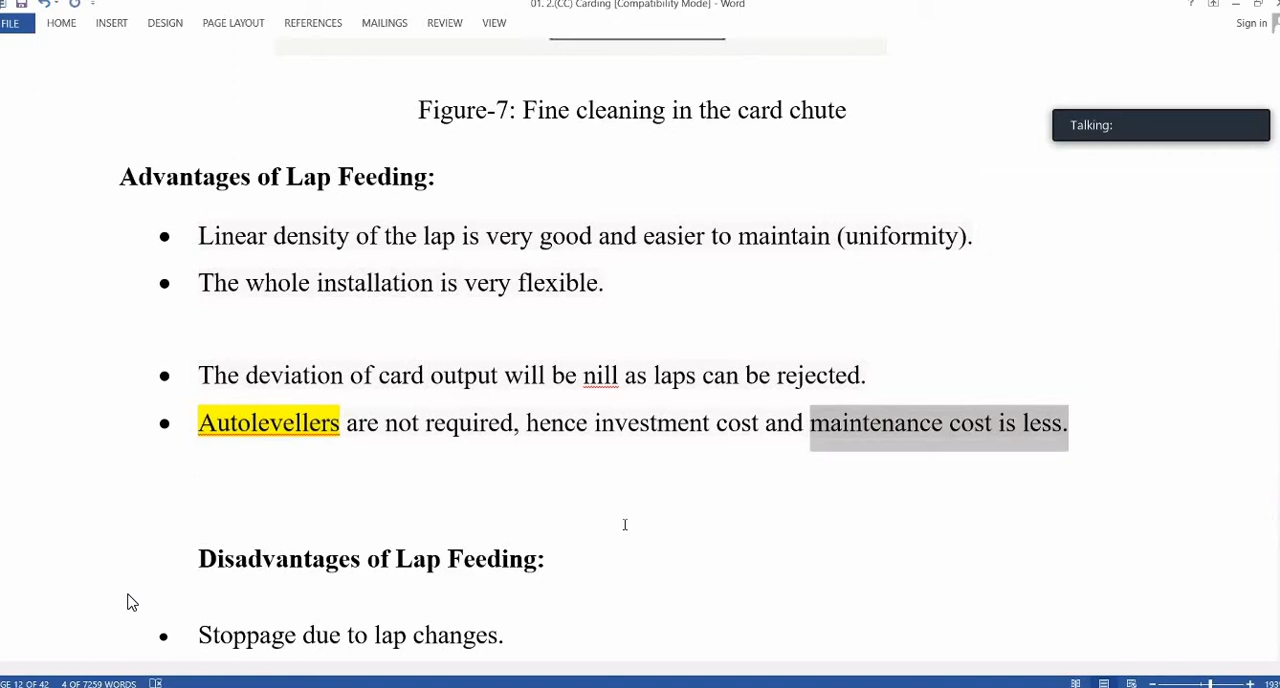 01. 2.(CC) Carding [Compatibility Mode] - Word
FILE HOME INSERT DESIGN PAGE LAYOUT REFERENCES MAILINGS REVIEW VIEW Sign in
Figure-7: Fine cleaning in the card chute
Talking:
Advantages of Lap Feeding:
• Linear density of the lap is very good and easier to maintain (uniformity).
• The whole installation is very flexible.
• The deviation of card output will be nill as laps can be rejected.
• Autolevellers are not required, hence investment cost and maintenance cost is less.
Disadvantages of Lap Feeding:
• Stoppage due to lap changes.
GE 12 OF 42 4 OF 7259 WORDS